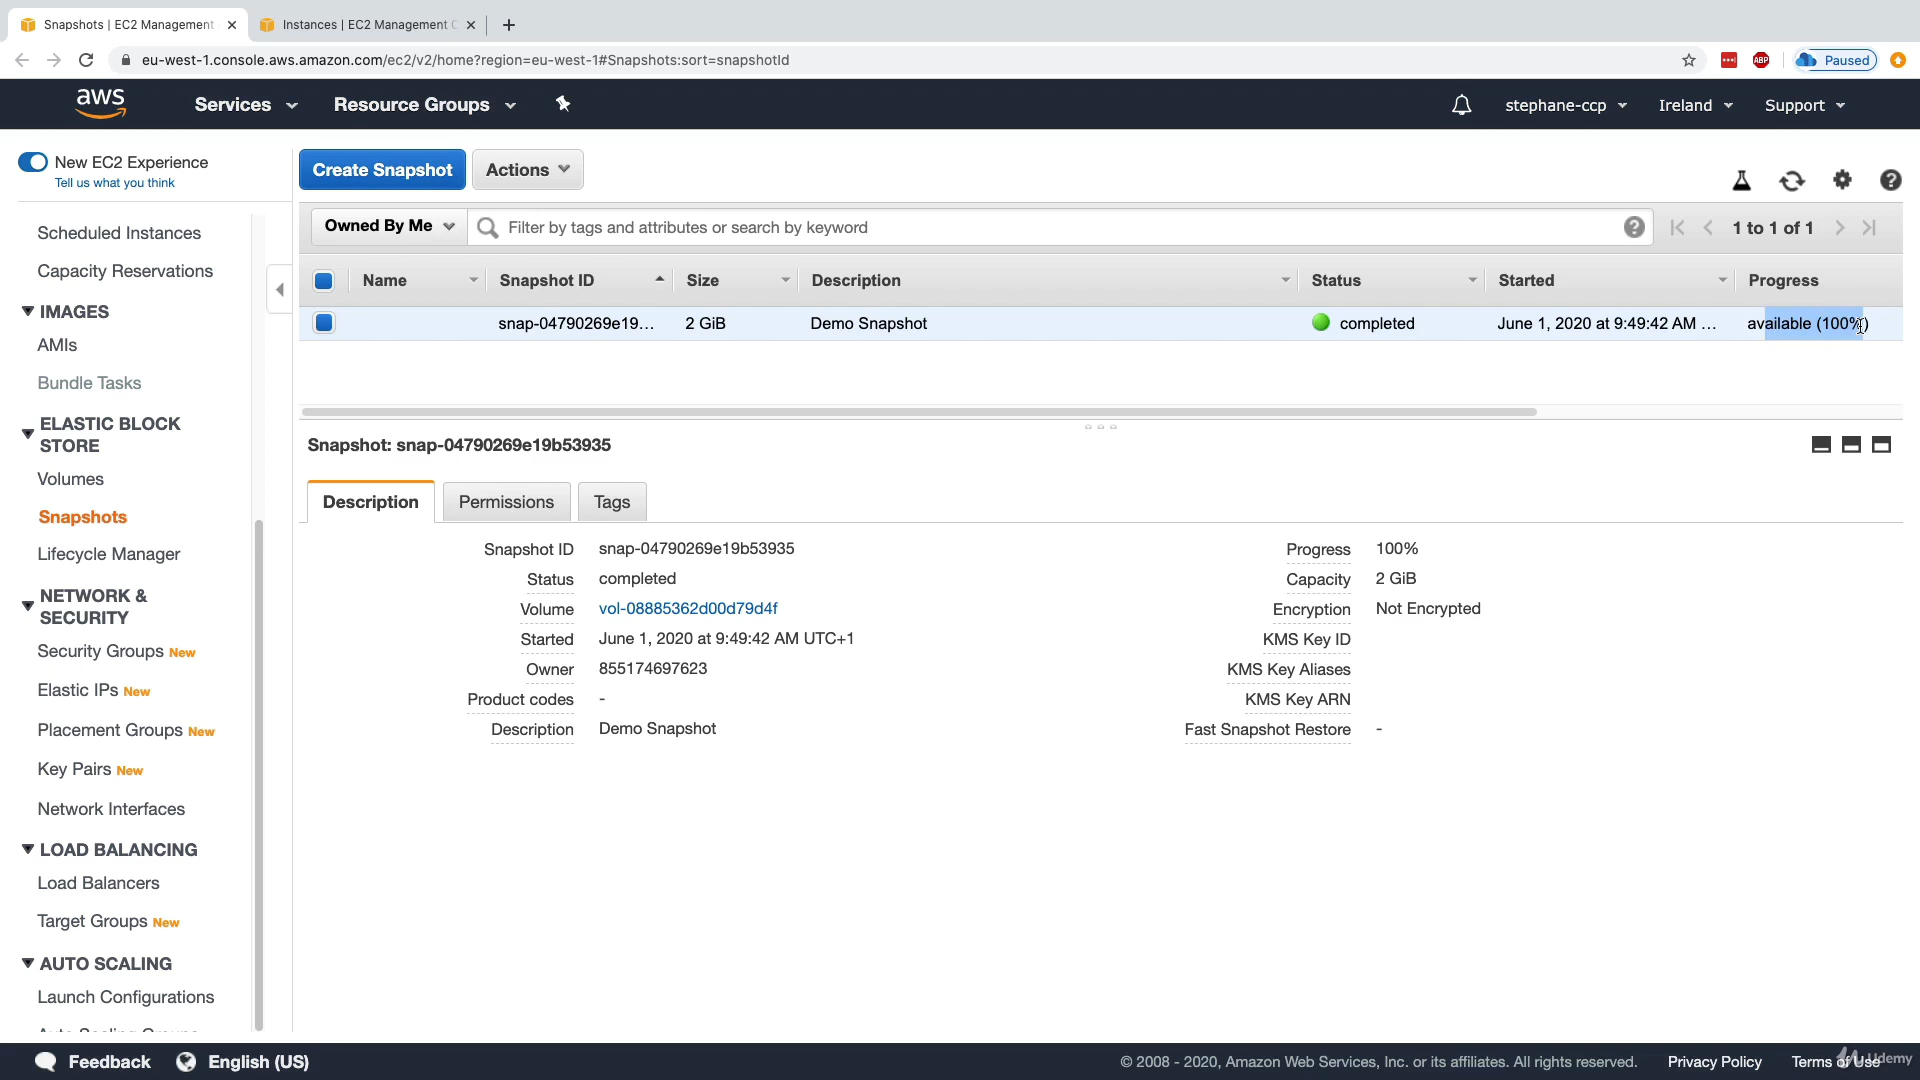 Snapshots | EC2 Management
Instances | EC2 Management C
eu-west-1.console.aws.amazon.com/ec2/v2/home?region=eu-west-1#Snapshots:sort=snapshotId
ABP
Paused
aws
Services
Resource Groups
stephane-ccp
Ireland
Support
New EC2 Experience
Tell us what you think
Scheduled Instances
Capacity Reservations
IMAGES
AMIs
Bundle Tasks
ELASTIC BLOCK
STORE
Volumes
Snapshots
Lifecycle Manager
NETWORK &
SECURITY
Security Groups New
Elastic IPs New
Placement Groups New
Key Pairs New
Network Interfaces
LOAD BALANCING
Load Balancers
Target Groups New
AUTO SCALING
Launch Configurations
Create Snapshot
Actions
Owned By Me
Filter by tags and attributes or search by keyword
1 to 1 of 1
Name Snapshot ID Size Description Status Started Progress
snap-04790269e19... 2 GiB Demo Snapshot completed June 1, 2020 at 9:49:42 AM ... available (100%)
Snapshot: snap-04790269e19b53935
Description Permissions Tags
Snapshot ID snap-04790269e19b53935
Status completed
Volume vol-08885362d00d79d4f
Started June 1, 2020 at 9:49:42 AM UTC+1
Owner 855174697623
Product codes -
Description Demo Snapshot
Progress 100%
Capacity 2 GiB
Encryption Not Encrypted
KMS Key ID
KMS Key Aliases
KMS Key ARN
Fast Snapshot Restore -
Feedback
English (US)
© 2008 - 2020, Amazon Web Services, Inc. or its affiliates. All rights reserved.
Privacy Policy
Terms of Use
Udemy